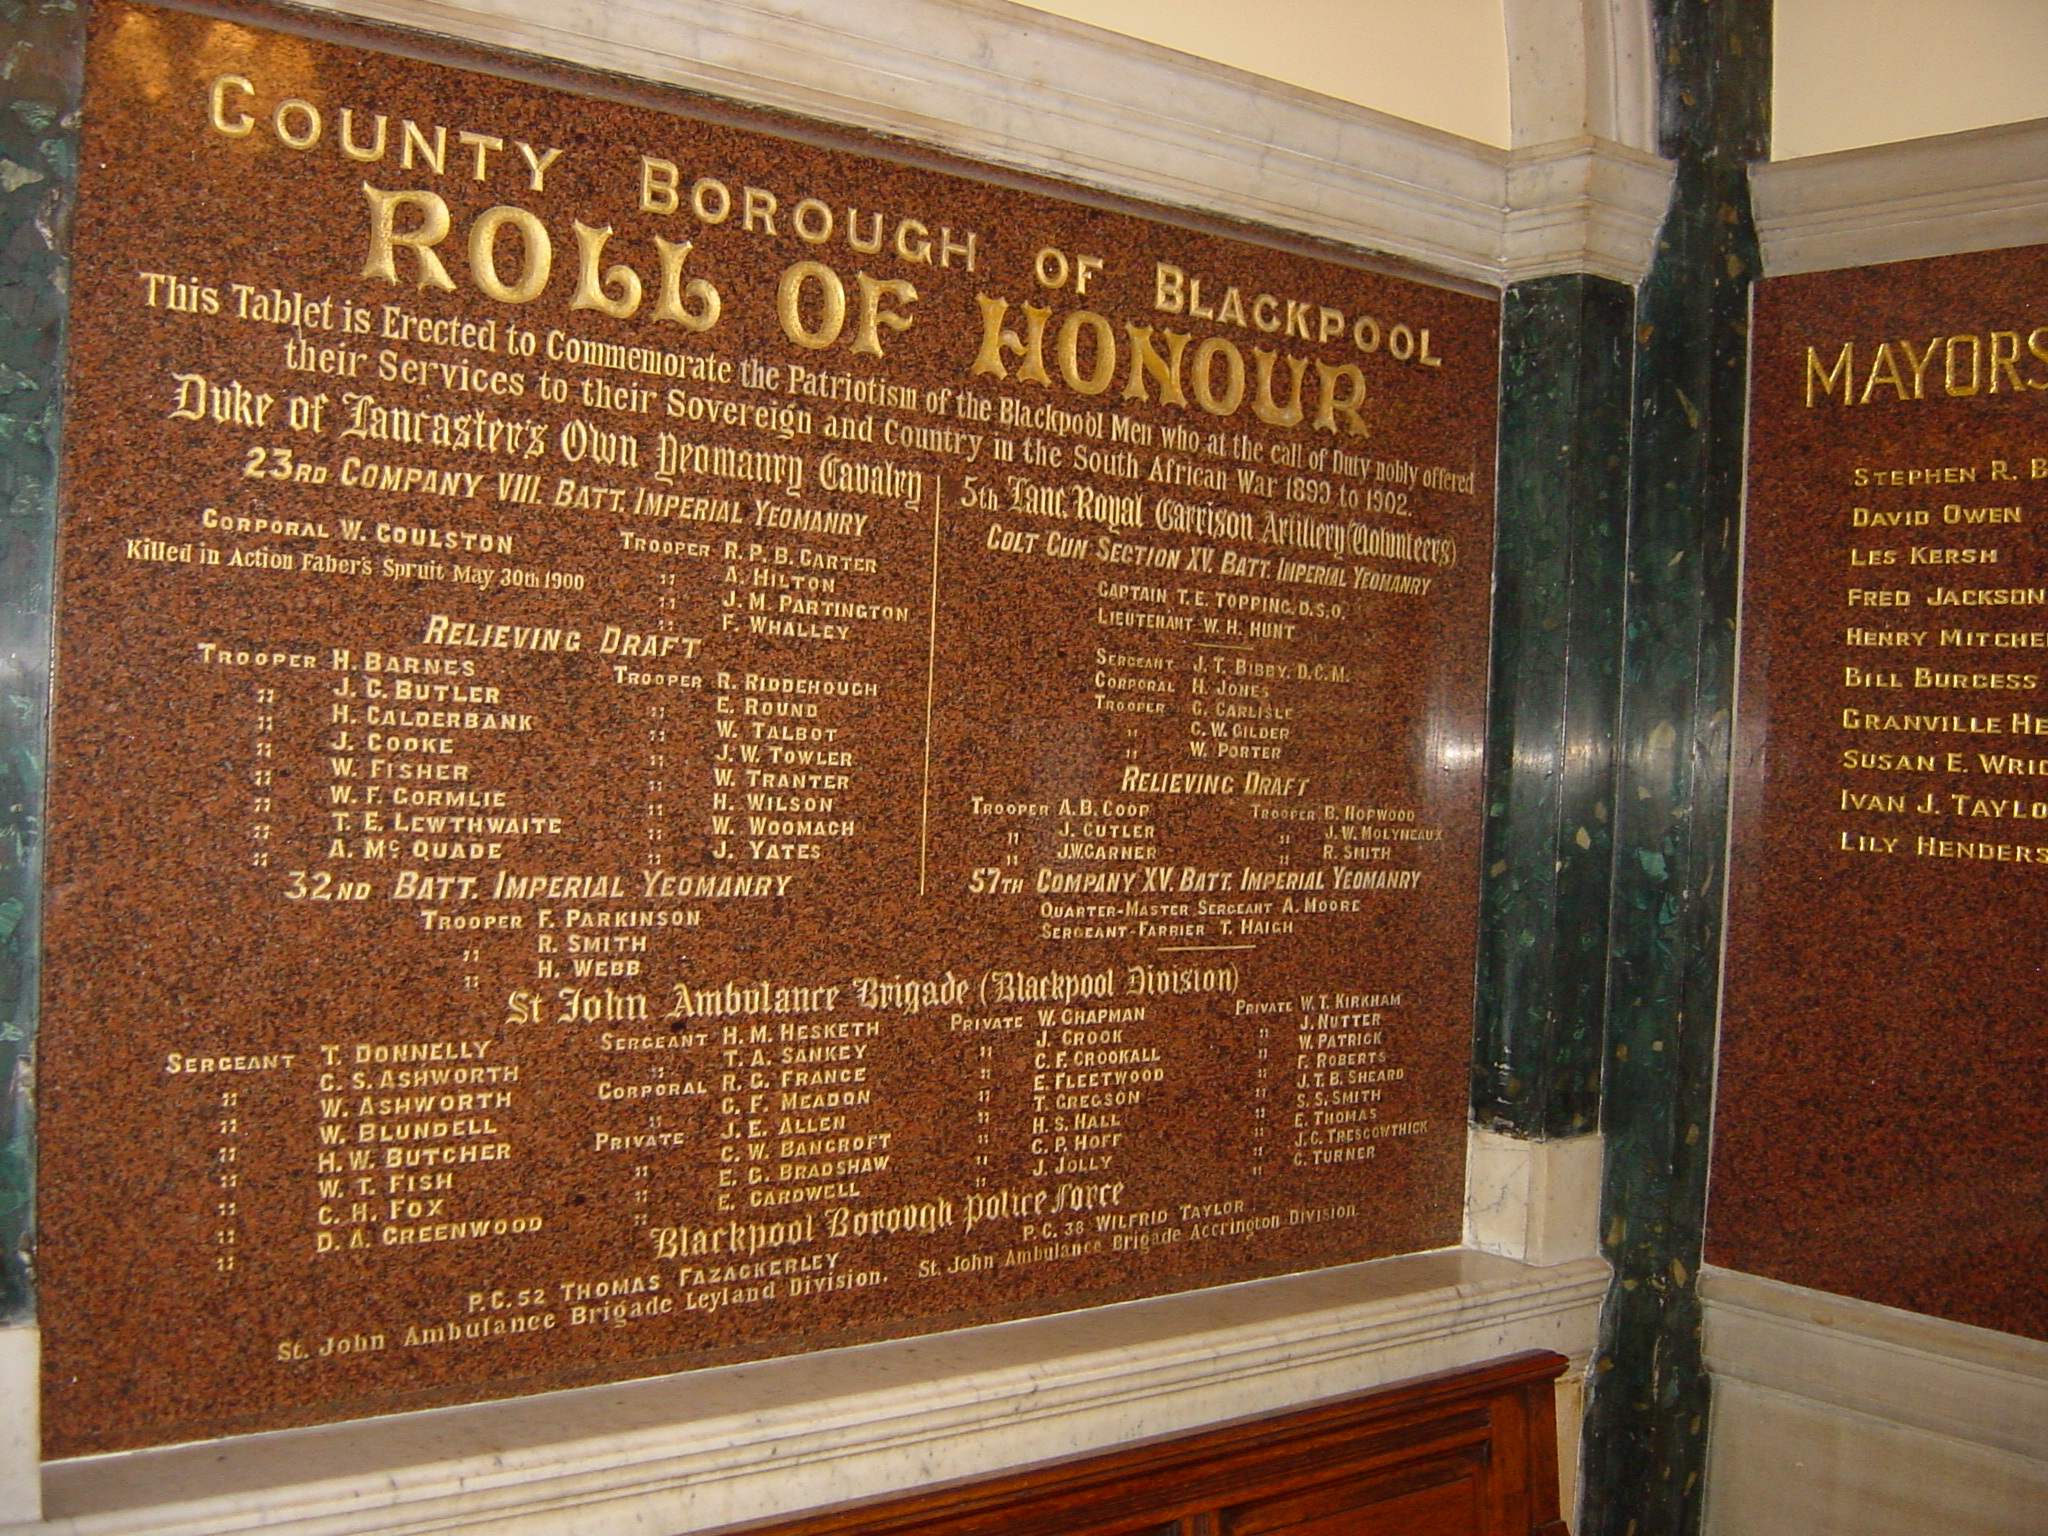 COUNTY BOROUGH OF BLACKPOOL
ROLL OF HONOUR
This Tablet is Erected to Commemorate the Patriotism of the Blackpool Men who at the call of Duty nobly offered
their Services to their Sovereign and Country in the South African War 1899 to 1902.
Duke of Lancaster's Own Yeomanry Cavalry
23RD COMPANY VIII. BATT. IMPERIAL YEOMANRY
CORPORAL W. COULSTON
Killed in Action Faber's Spruit May 30th 1900
TROOPER R. P. B. CARTER
" A. HILTON
" J. M. PARTINGTON
" F. WHALLEY
RELIEVING DRAFT
TROOPER H. BARNES
" J. C. BUTLER
" H. CALDERBANK
" J. COOKE
" W. FISHER
" W. F. GORMLIE
" T. E. LEWTHWAITE
" A. Mc QUADE
TROOPER R. RIDDEHOUGH
" E. ROUND
" W. TALBOT
" J. W. TOWLER
" W. TRANTER
" H. WILSON
" W. WOOMACH
" J. YATES
32ND BATT. IMPERIAL YEOMANRY
TROOPER F. PARKINSON
" R. SMITH
" H. WEBB
5th Lanc. Royal Garrison Artillery (Volunteers)
COLT GUN SECTION XV. BATT. IMPERIAL YEOMANRY
CAPTAIN T. E. TOPPING. D.S.O.
LIEUTENANT W. H. HUNT
SERGEANT J. T. BIBBY. D.C.M.
CORPORAL H. JONES
TROOPER G. CARLISLE
" C. W. GILDER
" W. PORTER
RELIEVING DRAFT
TROOPER A. B. COOP
" J. CUTLER
" J.W. GARNER
TROOPER B. HOPWOOD
" J. W. MOLYNEAUX
" R. SMITH
57TH COMPANY XV. BATT. IMPERIAL YEOMANRY
QUARTER-MASTER SERGEANT A. MOORE
SERGEANT-FARRIER T. HAIGH
St John Ambulance Brigade (Blackpool Division)
SERGEANT T. DONNELLY
" C. S. ASHWORTH
" W. ASHWORTH
" W. BLUNDELL
" H. W. BUTCHER
" W. T. FISH
" C. H. FOX
" D. A. GREENWOOD
SERGEANT H. M. HESKETH
" T. A. SANKEY
CORPORAL R. G. FRANCE
" C. F. MEADON
PRIVATE J. E. ALLEN
" C. W. BANCROFT
" E. G. BRADSHAW
" E. CARDWELL
PRIVATE W. CHAPMAN
" J. CROOK
" C. F. CROOKALL
" E. FLEETWOOD
" T. GREGSON
" H. S. HALL
" C. P. HOFF
" J. JOLLY
PRIVATE W. T. KIRKHAM
" J. NUTTER
" W. PATRICK
" F. ROBERTS
" J. T. B. SHEARD
" S. S. SMITH
" E. THOMAS
" J. C. TRESCOWTHICK
" C. TURNER
Blackpool Borough Police Force
P.C. 52 THOMAS FAZACKERLEY
St. John Ambulance Brigade Leyland Division.
P.C. 38 WILFRID TAYLOR
St. John Ambulance Brigade Accrington Division
MAYORS
STEPHEN R. B
DAVID OWEN
LES KERSH
FRED JACKSON
HENRY MITCHE
BILL BURGESS
GRANVILLE HE
SUSAN E. WRIG
IVAN J. TAYLO
LILY HENDERS